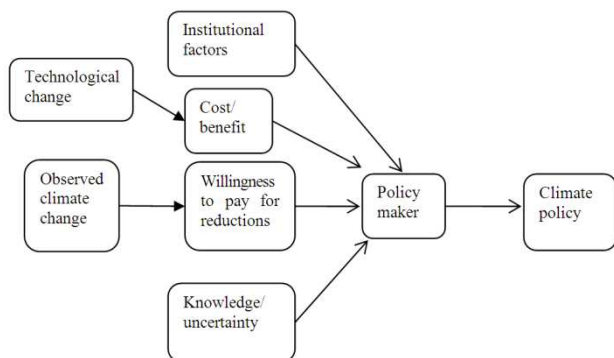 Institutional
factors
Technological
change
Cost/
benefit
Observed
climate
change
Willingness
to pay for
reductions
Policy
maker
Climate
policy
Knowledge/
uncertainty